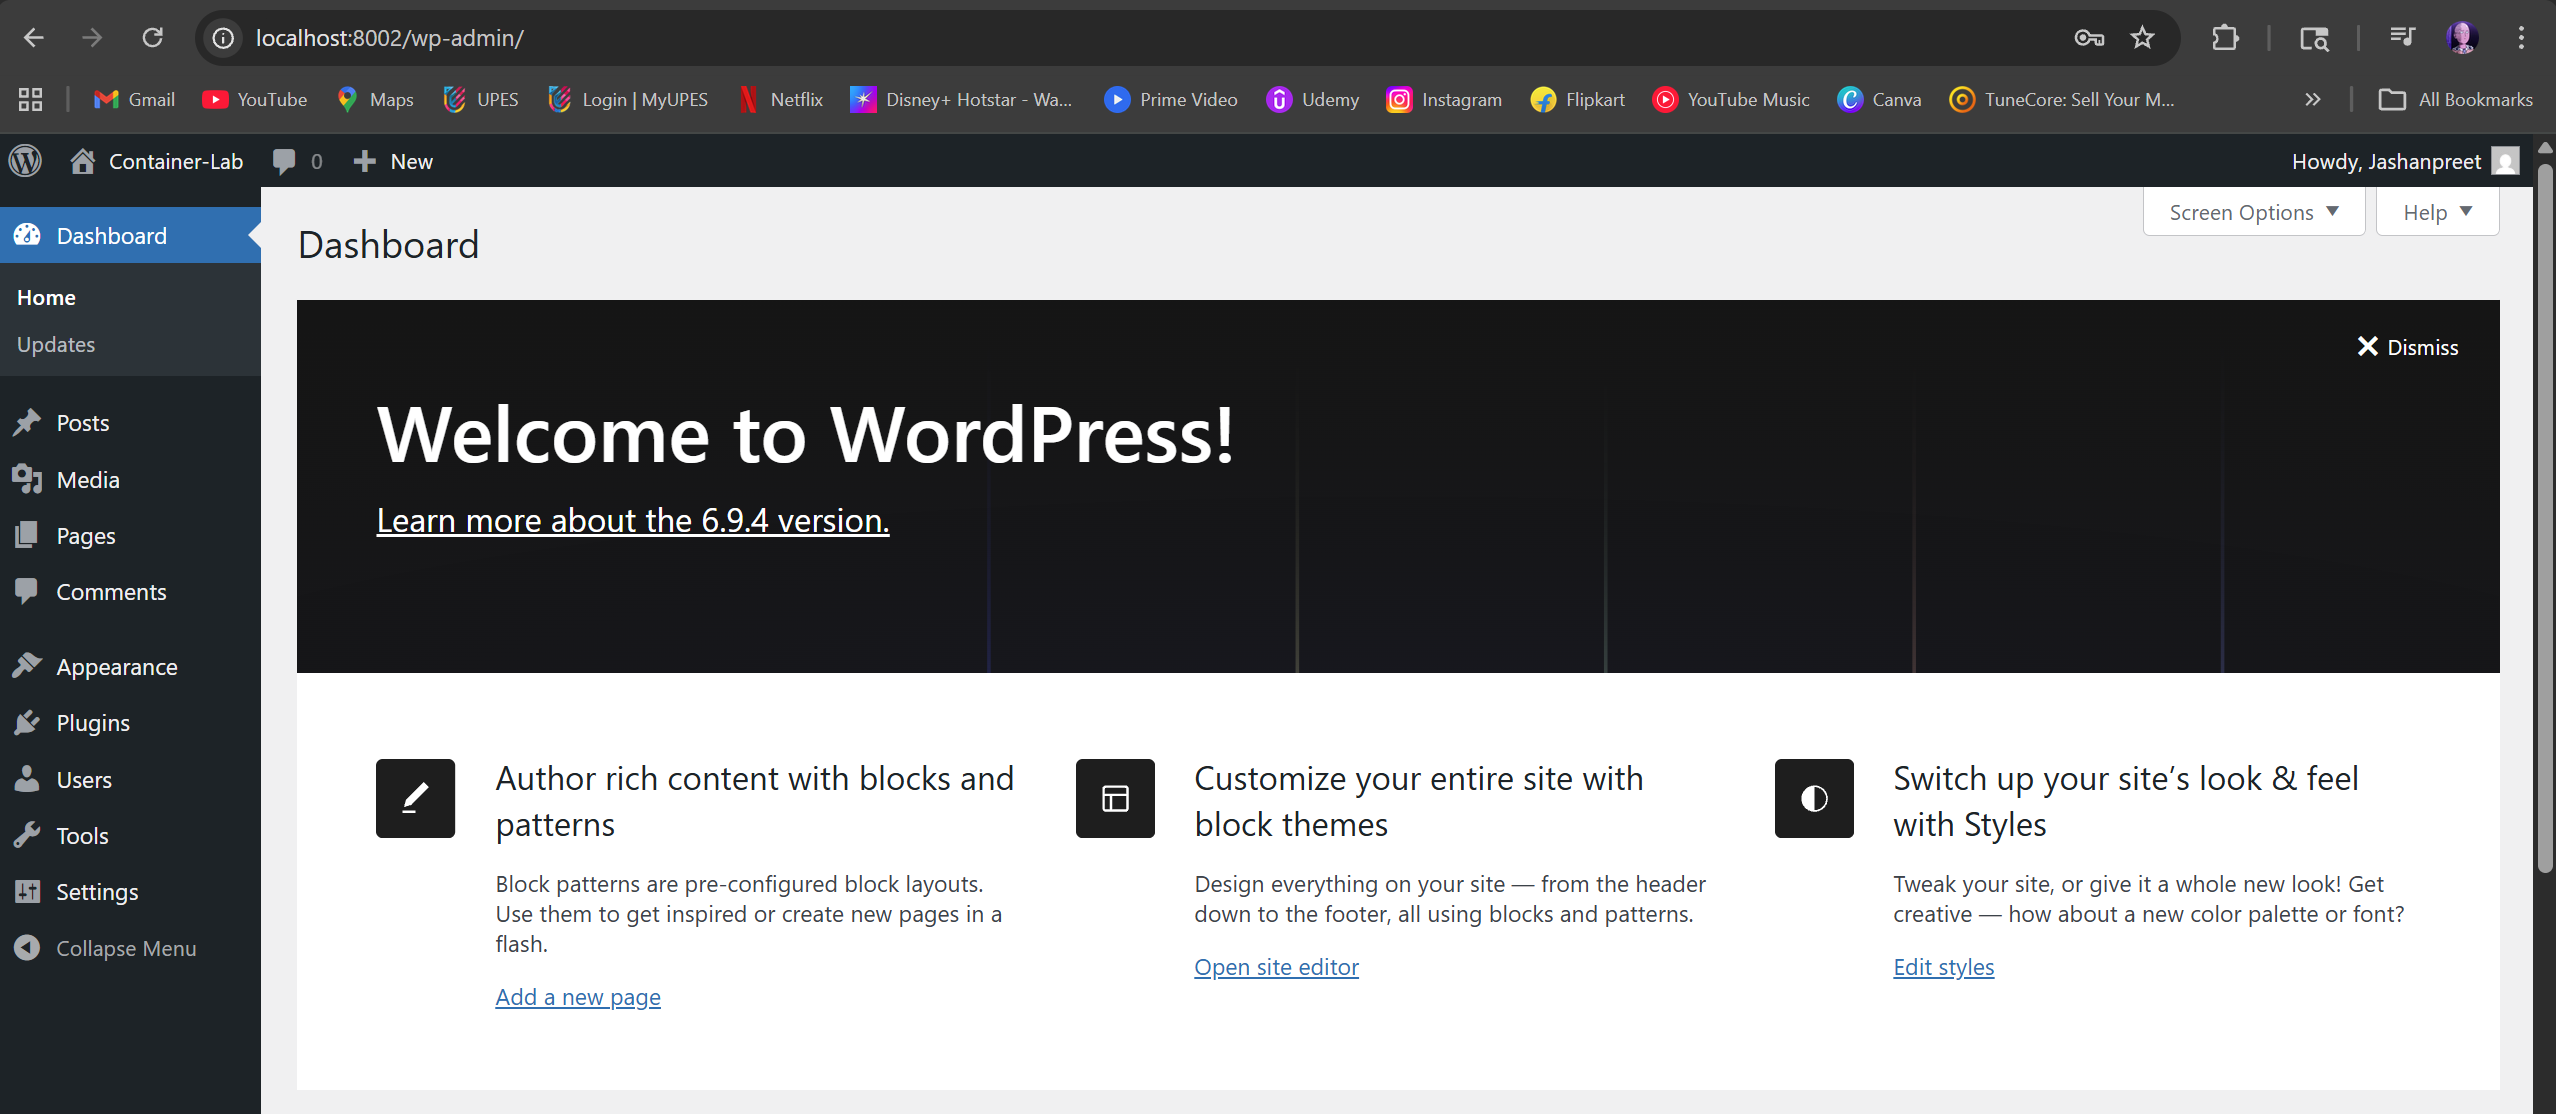 localhost:8002/wp-admin/
Gmail
YouTube
Maps
UPES
Login | MyUPES
Netflix
Disney+ Hotstar - Wa...
Prime Video
Udemy
Instagram
Flipkart
YouTube Music
Canva
TuneCore: Sell Your M...
All Bookmarks
Container-Lab
0
New
Howdy, Jashanpreet
Dashboard
Home
Updates
Posts
Media
Pages
Comments
Appearance
Plugins
Users
Tools
Settings
Collapse Menu
Screen Options
Help
Dashboard
Dismiss
Welcome to WordPress!
Learn more about the 6.9.4 version.
Author rich content with blocks and
patterns
Block patterns are pre-configured block layouts.
Use them to get inspired or create new pages in a
flash.
Add a new page
Customize your entire site with
block themes
Design everything on your site — from the header
down to the footer, all using blocks and patterns.
Open site editor
Switch up your site’s look & feel
with Styles
Tweak your site, or give it a whole new look! Get
creative — how about a new color palette or font?
Edit styles